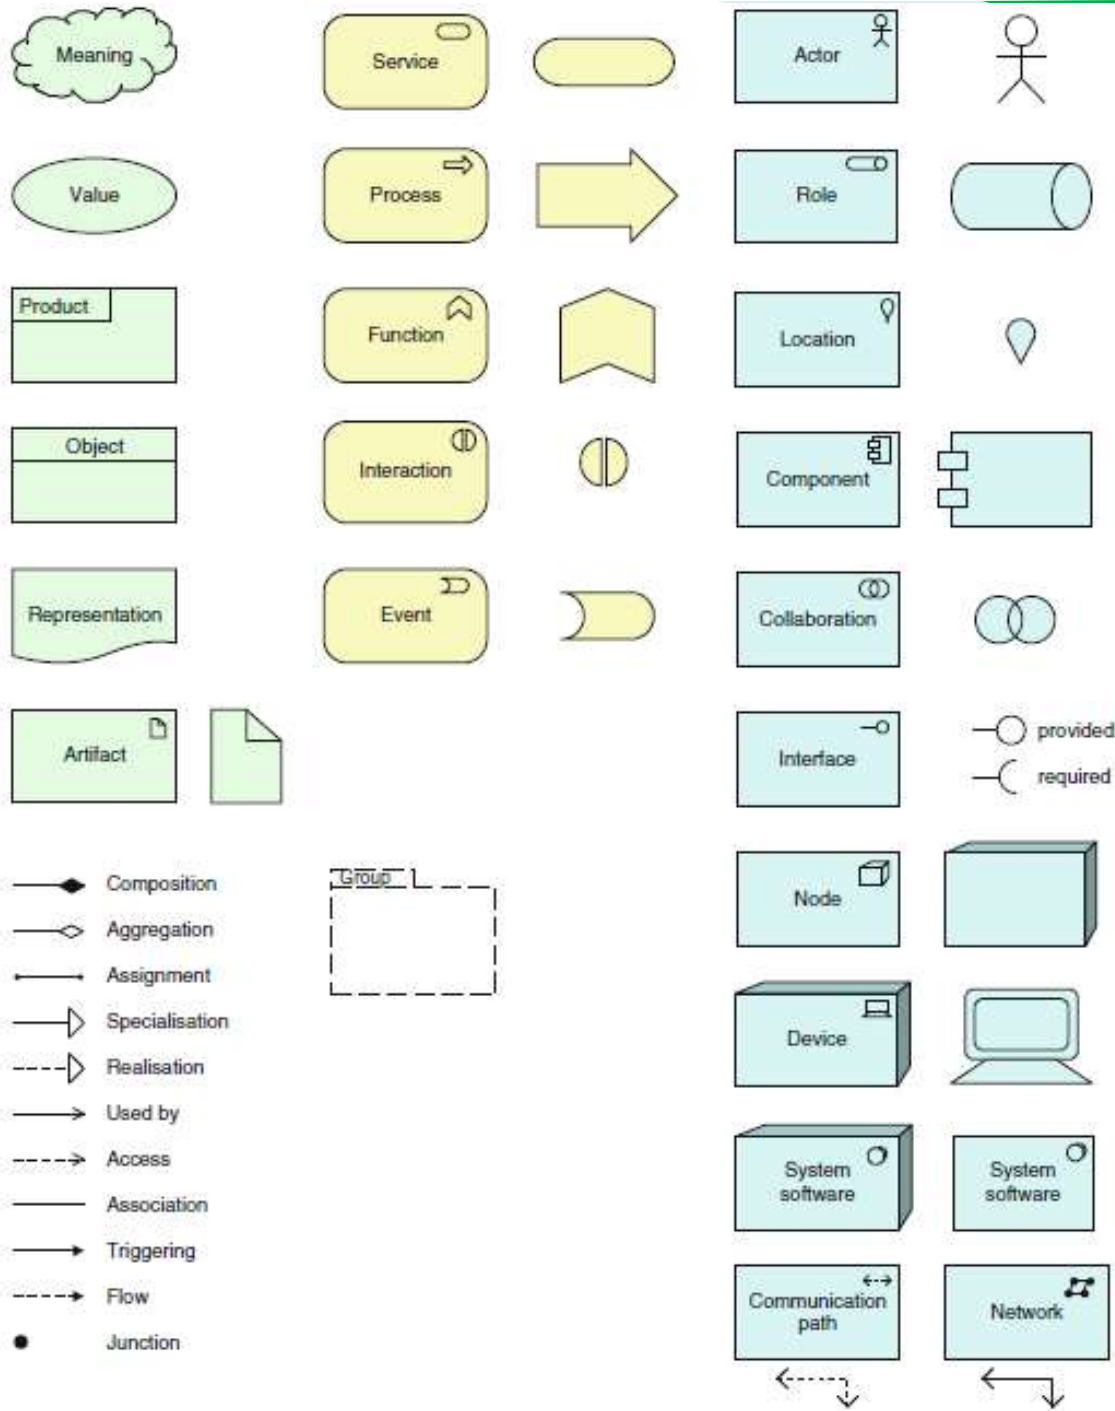 Meaning
Service
Actor
Value
Process
Role
Product
Function
Location
Object
Interaction
Component
Representation
Event
Collaboration
Artifact
Interface
provided
required
Composition
Group
Node
Aggregation
Assignment
Specialisation
Device
Realisation
Used by
Access
System
software
System
software
Association
Triggering
Flow
Communication
path
Network
Junction